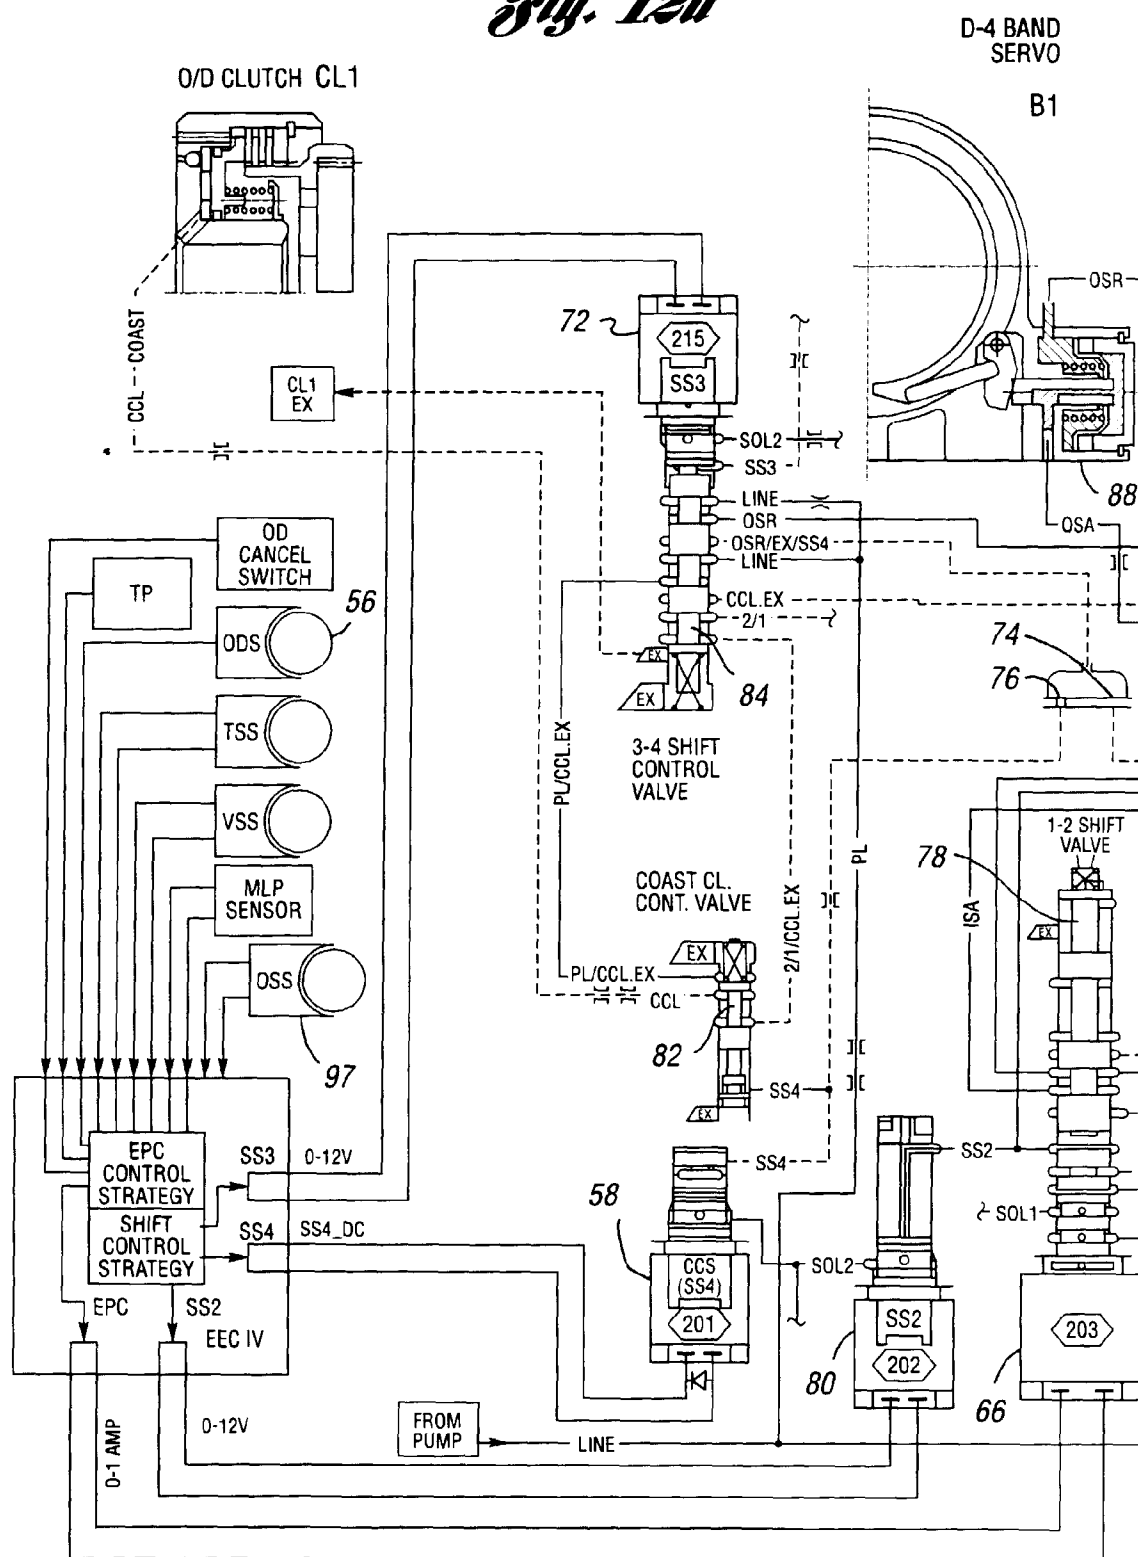 Fig. 12a
D-4 BAND
SERVO
B1
O/D CLUTCH CL1
OSR
72
215
SS3
CCL
COAST
CL1
EX
SOL2
SS3
88
LINE
OSR
OSA
OSR/EX/SS4
LINE
OD
CANCEL
SWITCH
TP
56
ODS
CCL.EX
2/1
74
76
EX
EX
84
TSS
3-4 SHIFT
CONTROL
VALVE
PL/CCL.EX
VSS
1-2 SHIFT
VALVE
78
PL
ISA
MLP
SENSOR
COAST CL.
CONT. VALVE
2/1/CCL.EX
EX
EX
OSS
PL/CCL.EX
CCL
82
97
SS4
EX
EPC
CONTROL
STRATEGY
SS3
0-12V
SS4
SS2
58
SHIFT
CONTROL
STRATEGY
SS4
SS4_DC
SOL1
CCS
(SS4)
201
SOL2
EPC
SS2
EEC IV
SS2
202
203
80
66
0-1 AMP
0-12V
FROM
PUMP
LINE